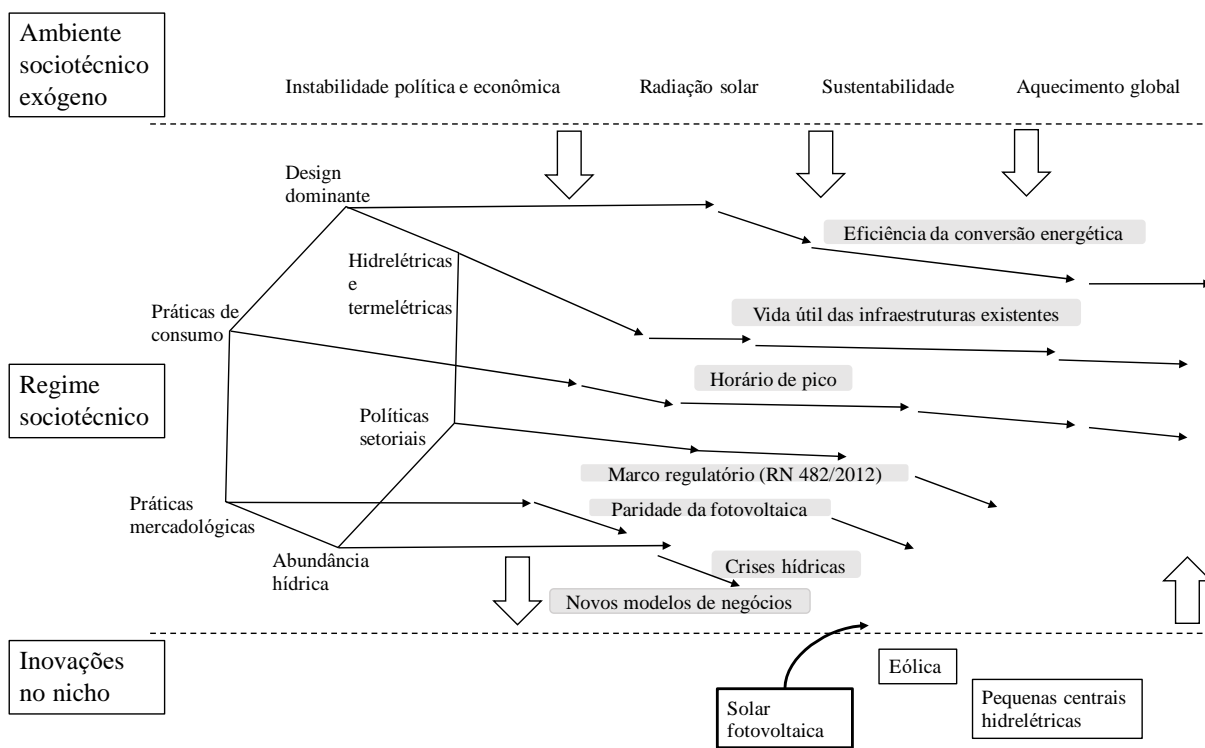 Ambiente
sociotécnico
exógeno
Instabilidade política e econômica
Radiação solar
Sustentabilidade
Aquecimento global
Design
dominante
Eficiência da conversão energética
Hidrelétricas
e
termelétricas
Práticas de
consumo
Vida útil das infraestruturas existentes
Regime
sociotécnico
Horário de pico
Políticas
setoriais
Marco regulatório (RN 482/2012)
Práticas
mercadológicas
Paridade da fotovoltaica
Abundância
hídrica
Crises hídricas
Novos modelos de negócios
Inovações
no nicho
Eólica
Solar
fotovoltaica
Pequenas centrais
hidrelétricas